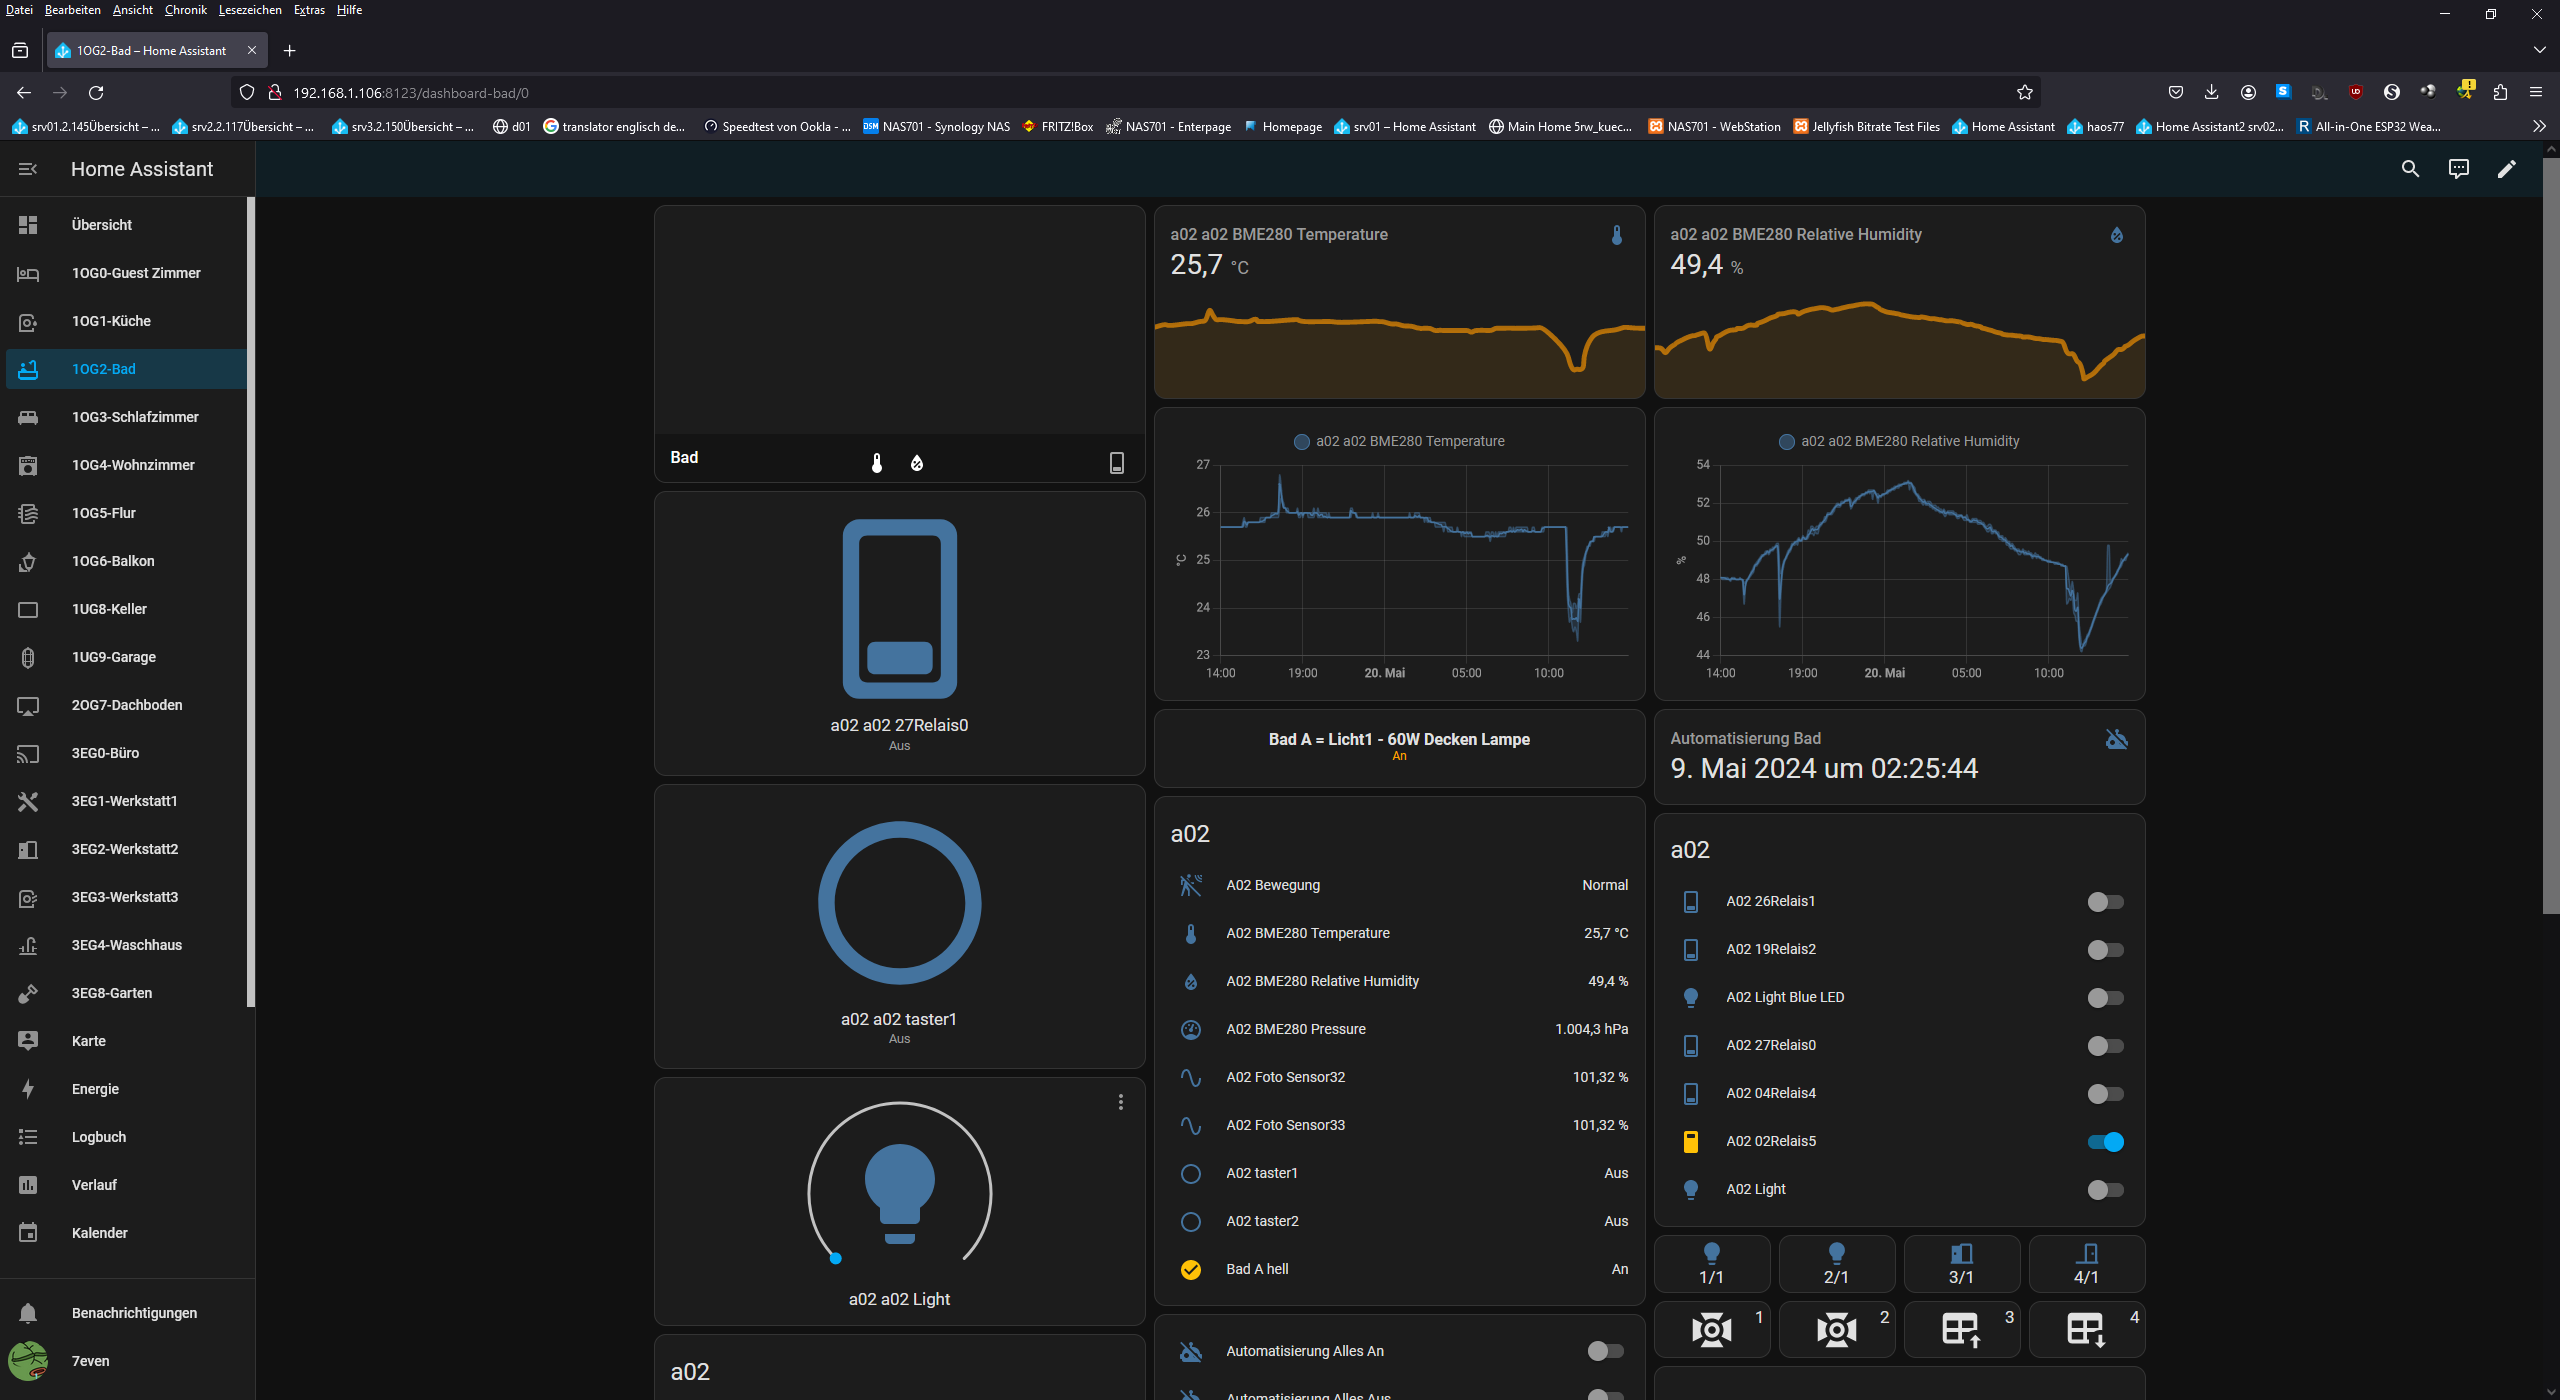 Datei Bearbeiten Ansicht Chronik Lesezeichen Extras Hilfe
1OG2-Bad – Home Assistant
192.168.1.106:8123/dashboard-bad/0
srv01.2.145Übersicht – ... srv2.2.117Übersicht – ... srv3.2.150Übersicht – ... d01 translator englisch de... Speedtest von Ookla - ... NAS701 - Synology NAS FRITZ!Box NAS701 - Enterpage Homepage srv01 – Home Assistant Main Home 5rw_kuec... NAS701 - WebStation Jellyfish Bitrate Test Files Home Assistant haos77 Home Assistant2 srv02... All-in-One ESP32 Wea...
Home Assistant
Übersicht
1OG0-Guest Zimmer
1OG1-Küche
1OG2-Bad
1OG3-Schlafzimmer
1OG4-Wohnzimmer
1OG5-Flur
1OG6-Balkon
1UG8-Keller
1UG9-Garage
2OG7-Dachboden
3EG0-Büro
3EG1-Werkstatt1
3EG2-Werkstatt2
3EG3-Werkstatt3
3EG4-Waschhaus
3EG8-Garten
Karte
Energie
Logbuch
Verlauf
Kalender
Benachrichtigungen
7even
Bad
a02 a02 27Relais0
Aus
a02 a02 taster1
Aus
a02 a02 Light
a02
a02 a02 BME280 Temperature
25,7 °C
a02 a02 BME280 Temperature
27
26
25
24
23
°C
14:00 19:00 20. Mai 05:00 10:00
Bad A = Licht1 - 60W Decken Lampe
An
a02
A02 Bewegung Normal
A02 BME280 Temperature 25,7 °C
A02 BME280 Relative Humidity 49,4 %
A02 BME280 Pressure 1.004,3 hPa
A02 Foto Sensor32 101,32 %
A02 Foto Sensor33 101,32 %
A02 taster1 Aus
A02 taster2 Aus
Bad A hell An
Automatisierung Alles An
Automatisierung Alles Aus
a02 a02 BME280 Relative Humidity
49,4 %
a02 a02 BME280 Relative Humidity
54
52
50
48
46
44
%
14:00 19:00 20. Mai 05:00 10:00
Automatisierung Bad
9. Mai 2024 um 02:25:44
a02
A02 26Relais1
A02 19Relais2
A02 Light Blue LED
A02 27Relais0
A02 04Relais4
A02 02Relais5
A02 Light
1/1 2/1 3/1 4/1
1 2 3 4